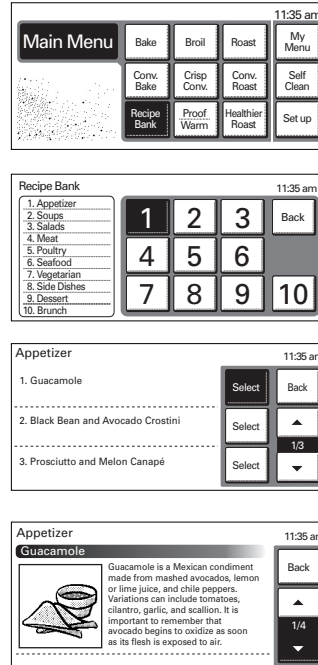 11:35 am
Main Menu
Bake Broil Roast My Menu
Conv. Bake Crisp Conv. Conv. Roast Self Clean
Recipe Bank Proof Warm Healthier Roast Set up
Recipe Bank
11:35 am
1. Appetizer
2. Soups
3. Salads
4. Meat
5. Poultry
6. Seafood
7. Vegetarian
8. Side Dishes
9. Dessert
10. Brunch
1 2 3 Back
4 5 6
7 8 9 10
Appetizer
11:35 am
1. Guacamole Select Back
2. Black Bean and Avocado Crostini Select
1/3
3. Prosciutto and Melon Canapé Select
Appetizer
11:35 am
Guacamole
Back
Guacamole is a Mexican condiment
made from mashed avocados, lemon
or lime juice, and chile peppers.
Variations can include tomatoes,
cilantro, garlic, and scallion. It is
important to remember that
avocado begins to oxidize as soon
as its flesh is exposed to air.
1/4